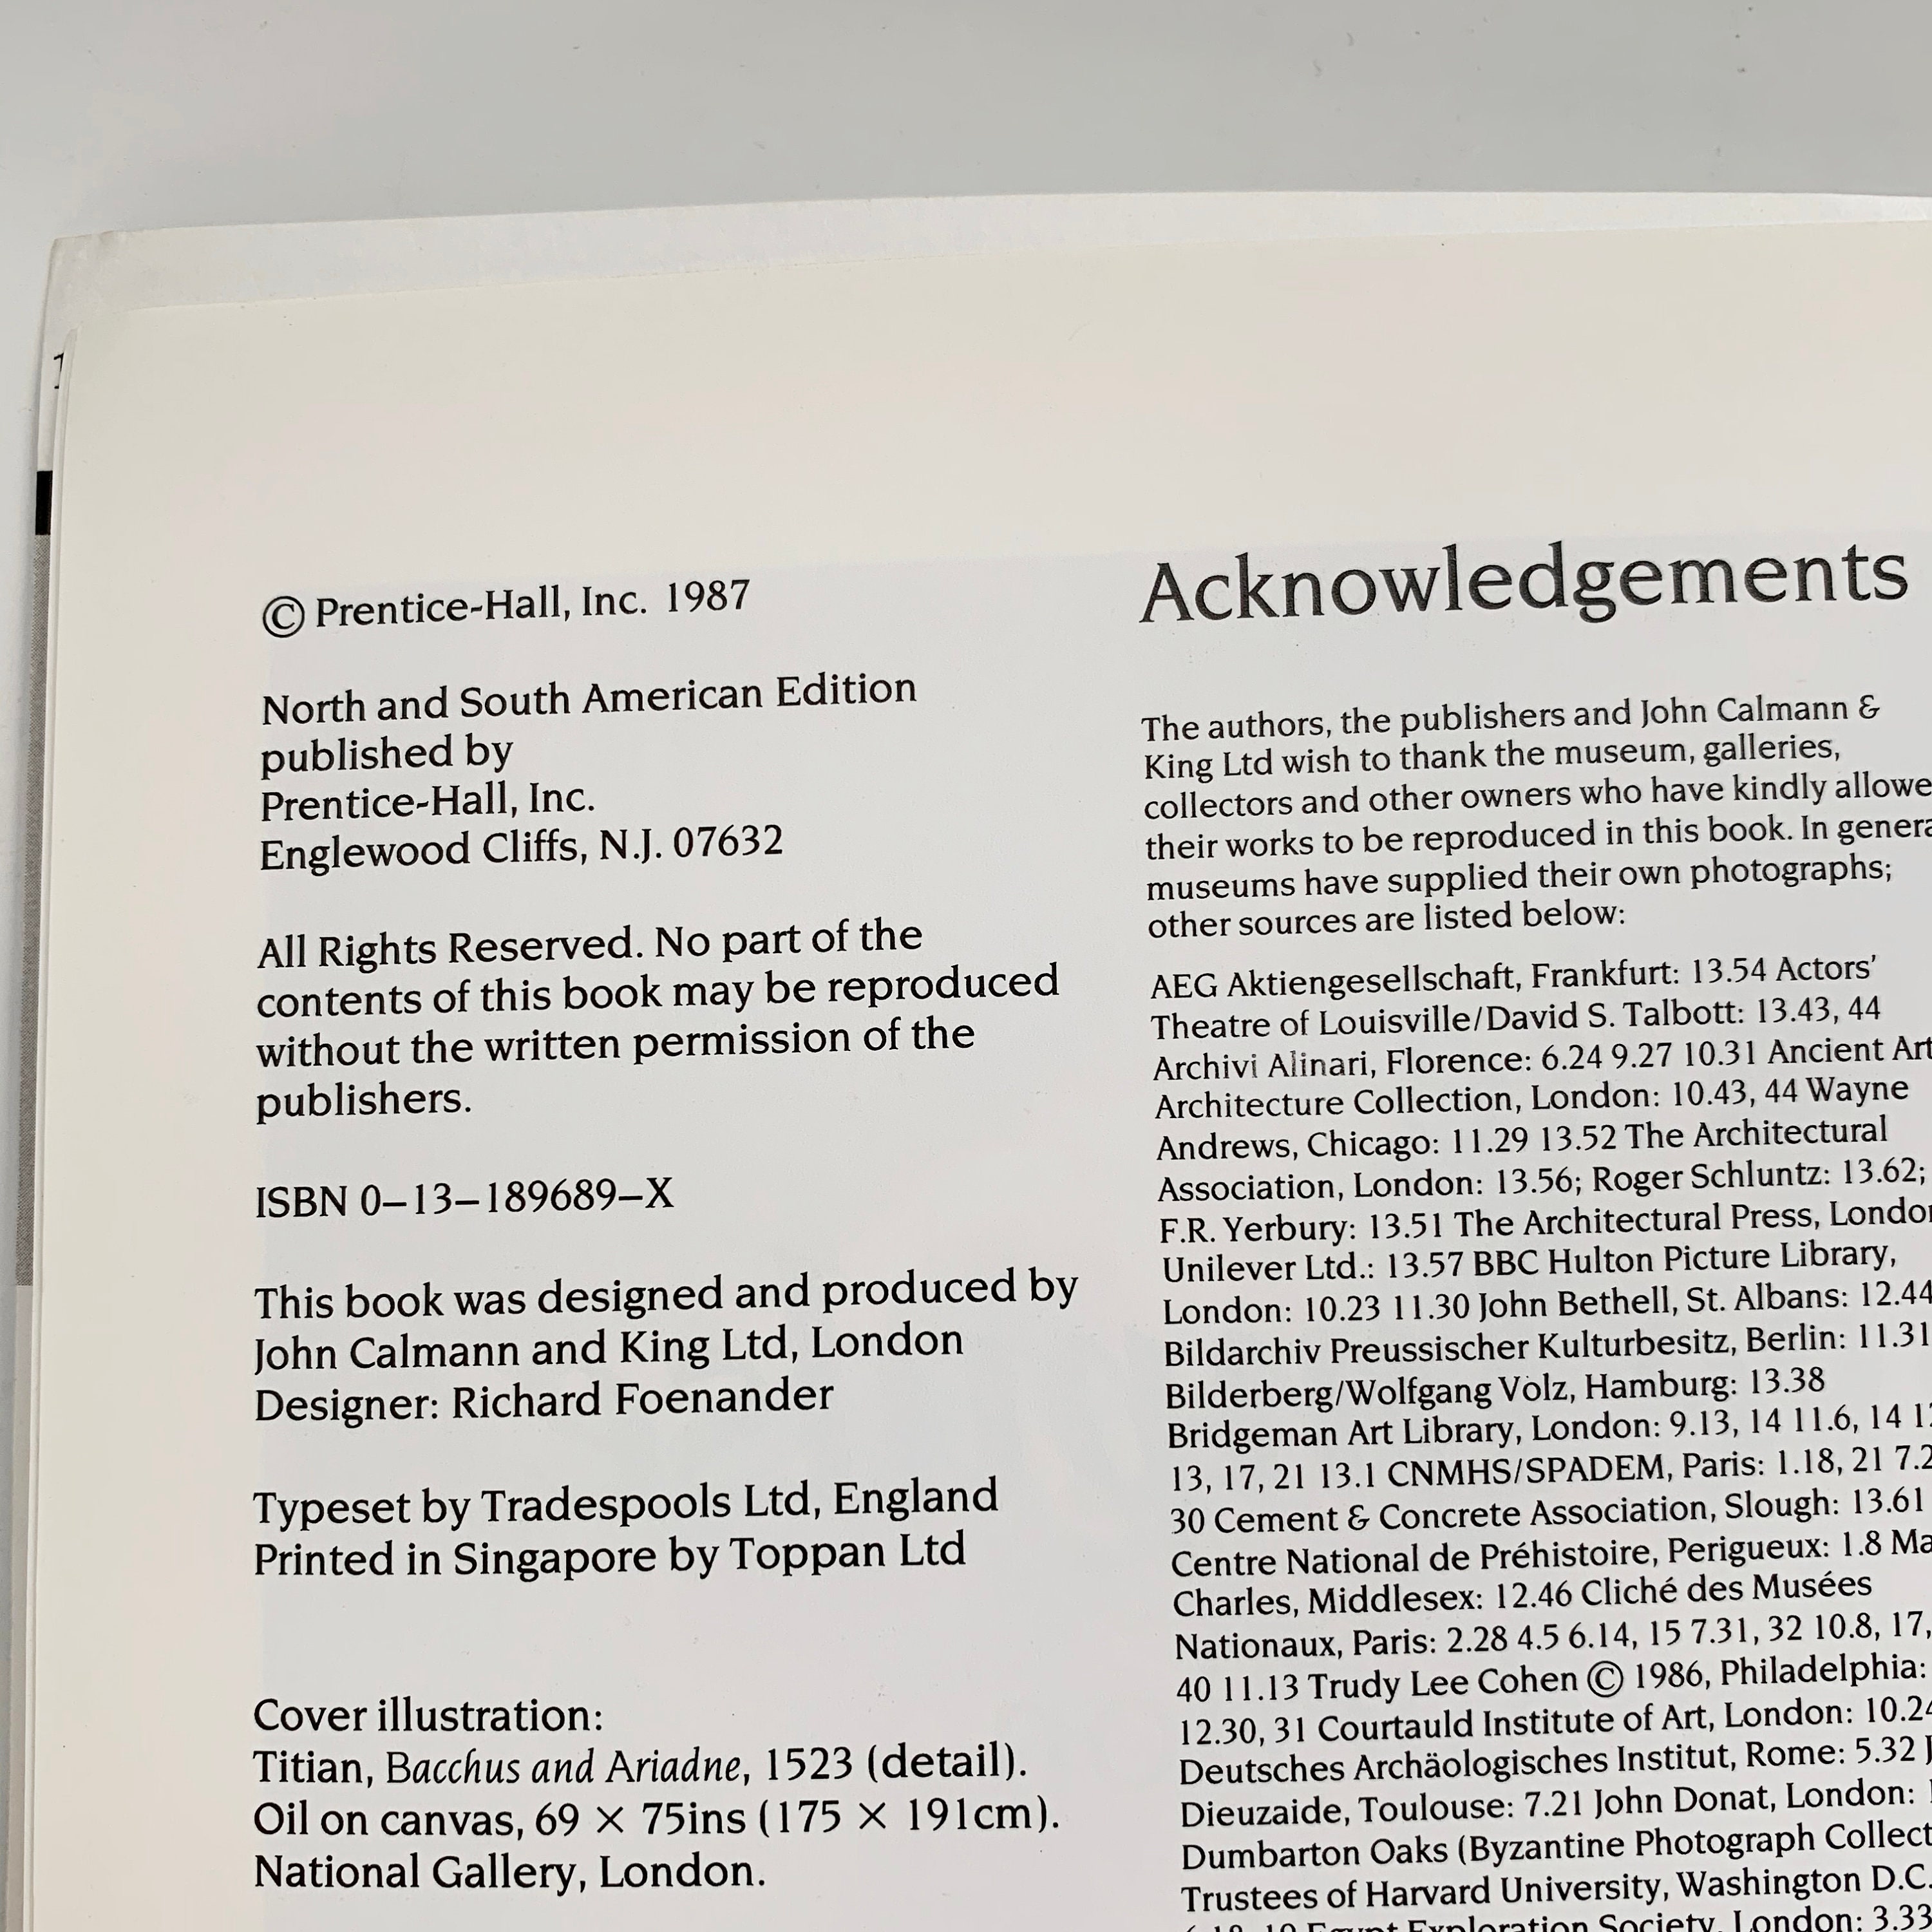 © Prentice-Hall, Inc. 1987
North and South American Edition
published by
Prentice-Hall, Inc.
Englewood Cliffs, N.J. 07632
All Rights Reserved. No part of the
contents of this book may be reproduced
without the written permission of the
publishers.
ISBN 0–13–189689–X
This book was designed and produced by
John Calmann and King Ltd, London
Designer: Richard Foenander
Typeset by Tradespools Ltd, England
Printed in Singapore by Toppan Ltd
Cover illustration:
Titian, Bacchus and Ariadne, 1523 (detail).
Oil on canvas, 69 × 75ins (175 × 191cm).
National Gallery, London.
Acknowledgements
The authors, the publishers and John Calmann &
King Ltd wish to thank the museum, galleries,
collectors and other owners who have kindly allowe
their works to be reproduced in this book. In genera
museums have supplied their own photographs;
other sources are listed below:
AEG Aktiengesellschaft, Frankfurt: 13.54 Actors'
Theatre of Louisville/David S. Talbott: 13.43, 44
Archivi Alinari, Florence: 6.24 9.27 10.31 Ancient Art
Architecture Collection, London: 10.43, 44 Wayne
Andrews, Chicago: 11.29 13.52 The Architectural
Association, London: 13.56; Roger Schluntz: 13.62;
F.R. Yerbury: 13.51 The Architectural Press, Londo
Unilever Ltd.: 13.57 BBC Hulton Picture Library,
London: 10.23 11.30 John Bethell, St. Albans: 12.44
Bildarchiv Preussischer Kulturbesitz, Berlin: 11.31
Bilderberg/Wolfgang Volz, Hamburg: 13.38
Bridgeman Art Library, London: 9.13, 14 11.6, 14
13, 17, 21 13.1 CNMHS/SPADEM, Paris: 1.18, 21 7.2
30 Cement & Concrete Association, Slough: 13.61
Centre National de Préhistoire, Perigueux: 1.8 Ma
Charles, Middlesex: 12.46 Cliché des Musées
Nationaux, Paris: 2.28 4.5 6.14, 15 7.31, 32 10.8, 17,
40 11.13 Trudy Lee Cohen © 1986, Philadelphia:
12.30, 31 Courtauld Institute of Art, London: 10.24
Deutsches Archäologisches Institut, Rome: 5.32 J
Dieuzaide, Toulouse: 7.21 John Donat, London:
Dumbarton Oaks (Byzantine Photograph Collect
Trustees of Harvard University, Washington D.C.
Egypt Exploration Society, London: 3.33